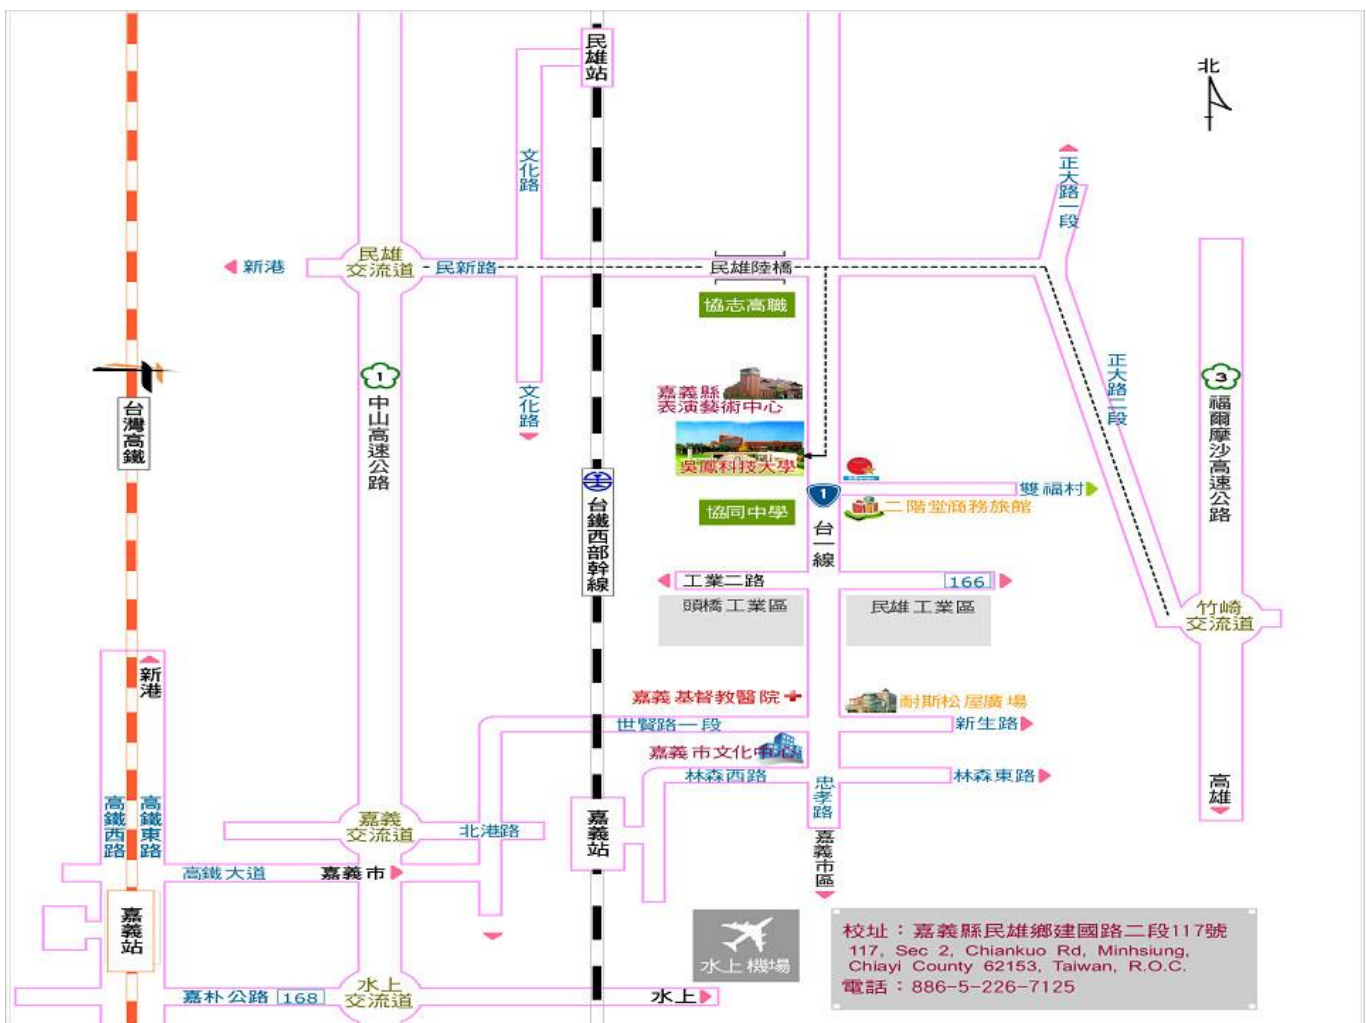 民雄站
北
文化路
正大路一段
民雄
交流道
新港
民新路
民雄陸橋
協志高職
1
中山高速公路
3
福爾摩沙高速公路
正大路二段
嘉義縣
表演藝術中心
文化路
台灣高鐵
吳鳳科技大學
台鐵西部幹線
1
台一線
雙福村
二階堂商務旅館
協同中學
工業二路
166
頭橋工業區
民雄工業區
竹崎
交流道
新港
嘉義基督教醫院
耐斯松屋廣場
世賢路一段
新生路
嘉義市文化中心
林森西路
忠孝路
林森東路
高雄
高鐵西路
高鐵東路
嘉義
交流道
北港路
嘉義站
嘉義市區
高鐵大道
嘉義市
嘉義站
水上機場
校址：嘉義縣民雄鄉建國路二段117號
117, Sec 2, Chiankuo Rd, Minhsiung,
Chiayi County 62153, Taiwan, R.O.C.
電話：886-5-226-7125
嘉朴公路
168
水上
交流道
水上